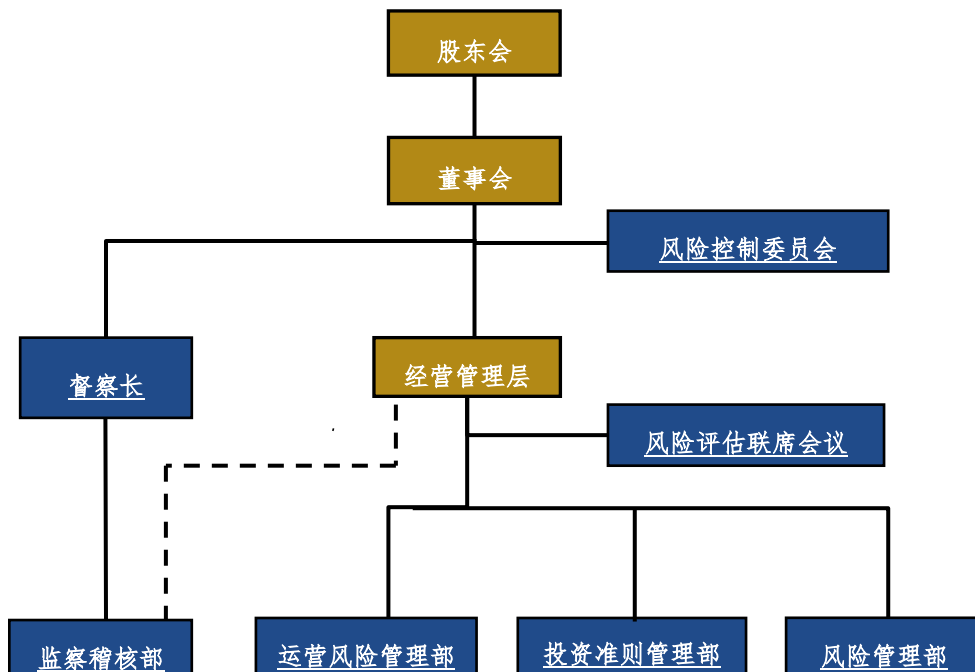 股东会
董事会
风险控制委员会
督察长
经营管理层
风险评估联席会议
监察稽核部
运营风险管理部
投资准则管理部
风险管理部